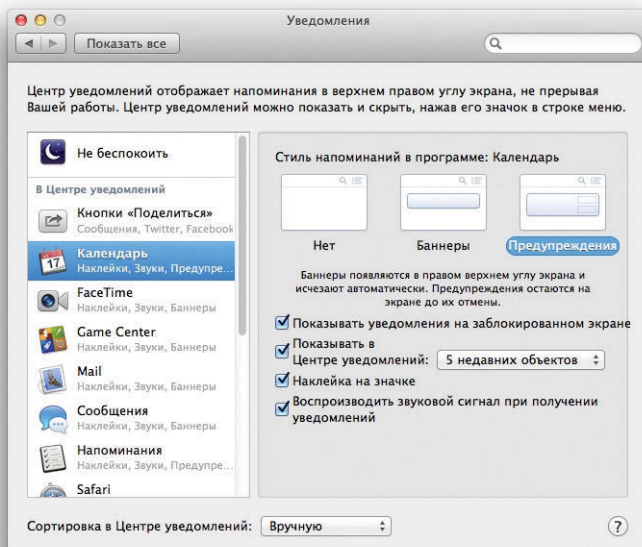 Уведомления
Показать все
Центр уведомлений отображает напоминания в верхнем правом углу экрана, не прерывая
Вашей работы. Центр уведомлений можно показать и скрыть, нажав его значок в строке меню.
Не беспокоить
В Центре уведомлений
Кнопки «Поделиться»
Сообщения, Twitter, Facebook
17
Календарь
Наклейки, Звуки, Предупре...
FaceTime
Наклейки, Звуки, Баннеры
Game Center
Наклейки, Звуки, Баннеры
Mail
Наклейки, Звуки, Баннеры
Сообщения
Наклейки, Звуки, Баннеры
Напоминания
Наклейки, Звуки, Предупре...
Safari
Стиль напоминаний в программе: Календарь
Нет
Баннеры
Предупреждения
Баннеры появляются в правом верхнем углу экрана и
исчезают автоматически. Предупреждения остаются на
экране до их отмены.
Показывать уведомления на заблокированном экране
Показывать в
Центре уведомлений: 5 недавних объектов
Наклейка на значке
Воспроизводить звуковой сигнал при получении
уведомлений
Сортировка в Центре уведомлений: Вручную
?